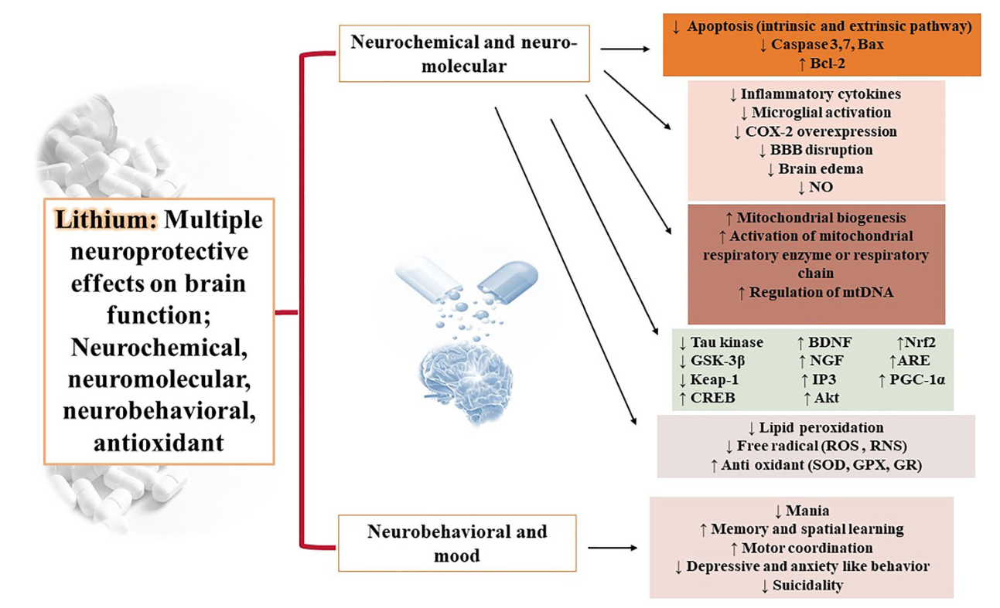 Lithium: Multiple
neuroprotective
effects on brain
function;
Neurochemical,
neuromolecular,
neurobehavioral,
antioxidant
Neurochemical and neuro-
molecular
↓ Apoptosis (intrinsic and extrinsic pathway)
↓ Caspase 3,7, Bax
↑ Bcl-2
↓ Inflammatory cytokines
↓ Microglial activation
↓ COX-2 overexpression
↓ BBB disruption
↓ Brain edema
↓ NO
↑ Mitochondrial biogenesis
↑ Activation of mitochondrial
respiratory enzyme or respiratory
chain
↑ Regulation of mtDNA
↓ Tau kinase ↑ BDNF ↑Nrf2
↓ GSK-3β ↑ NGF ↑ARE
↓ Keap-1 ↑ IP3 ↑ PGC-1α
↑ CREB ↑ Akt
↓ Lipid peroxidation
↓ Free radical (ROS , RNS)
↑ Anti oxidant (SOD, GPX, GR)
Neurobehavioral and
mood
↓ Mania
↑ Memory and spatial learning
↑ Motor coordination
↓ Depressive and anxiety like behavior
↓ Suicidality